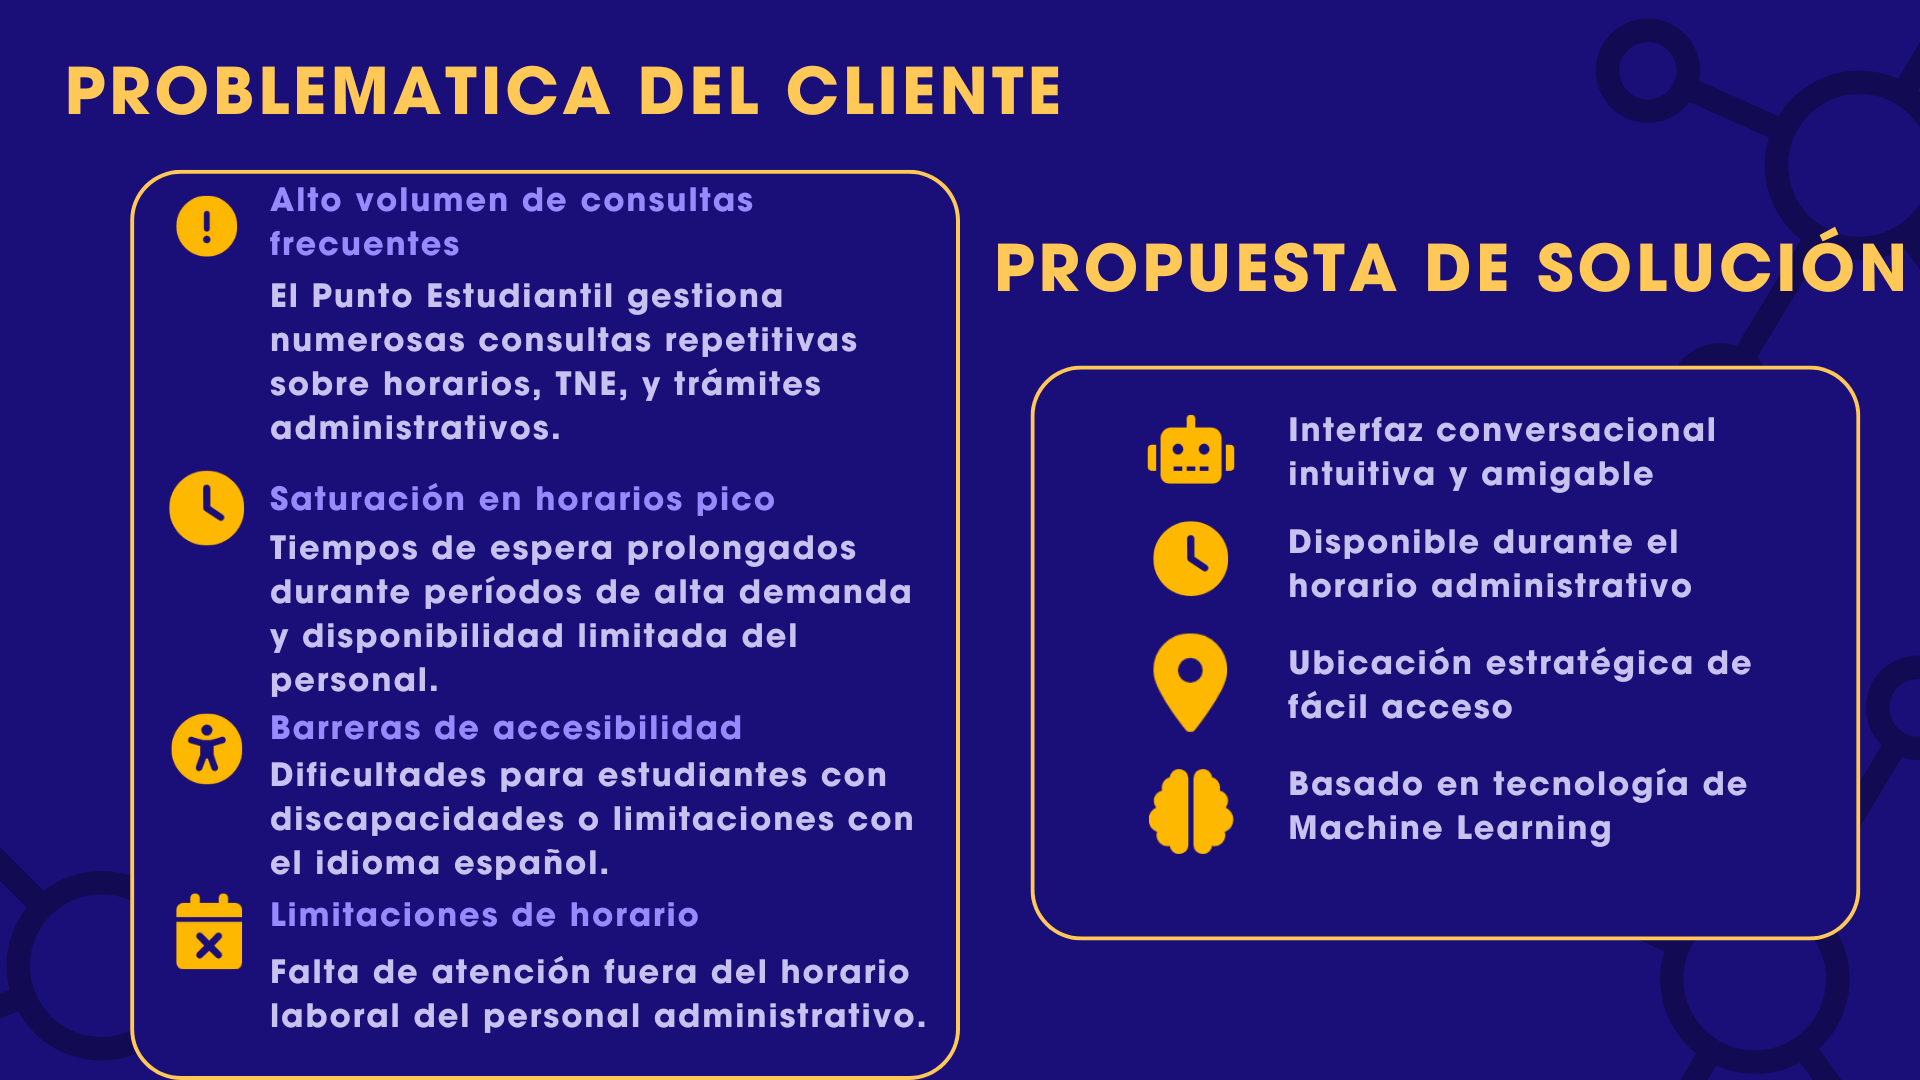 PROBLEMATICA DEL CLIENTE
Alto volumen de consultas
frecuentes
El Punto Estudiantil gestiona
numerosas consultas repetitivas
sobre horarios, TNE, y trámites
administrativos.
Saturación en horarios pico
Tiempos de espera prolongados
durante períodos de alta demanda
y disponibilidad limitada del
personal.
Barreras de accesibilidad
Dificultades para estudiantes con
discapacidades o limitaciones con
el idioma español.
Limitaciones de horario
Falta de atención fuera del horario
laboral del personal administrativo.
PROPUESTA DE SOLUCIÓN
Interfaz conversacional
intuitiva y amigable
Disponible durante el
horario administrativo
Ubicación estratégica de
fácil acceso
Basado en tecnología de
Machine Learning